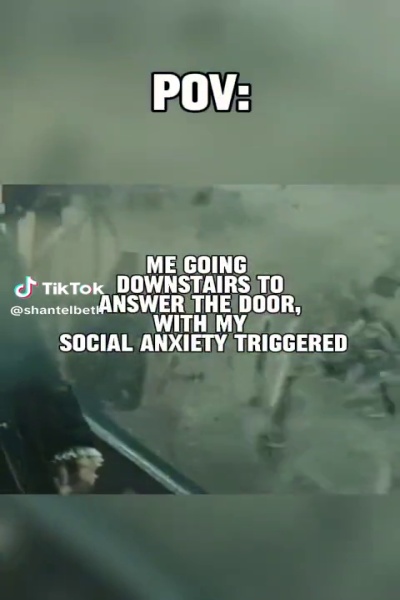 POV:
ME GOING
DOWNSTAIRS TO
ANSWER THE DOOR,
WITH MY
SOCIAL ANXIETY TRIGGERED
TikTok
@shantelbeth